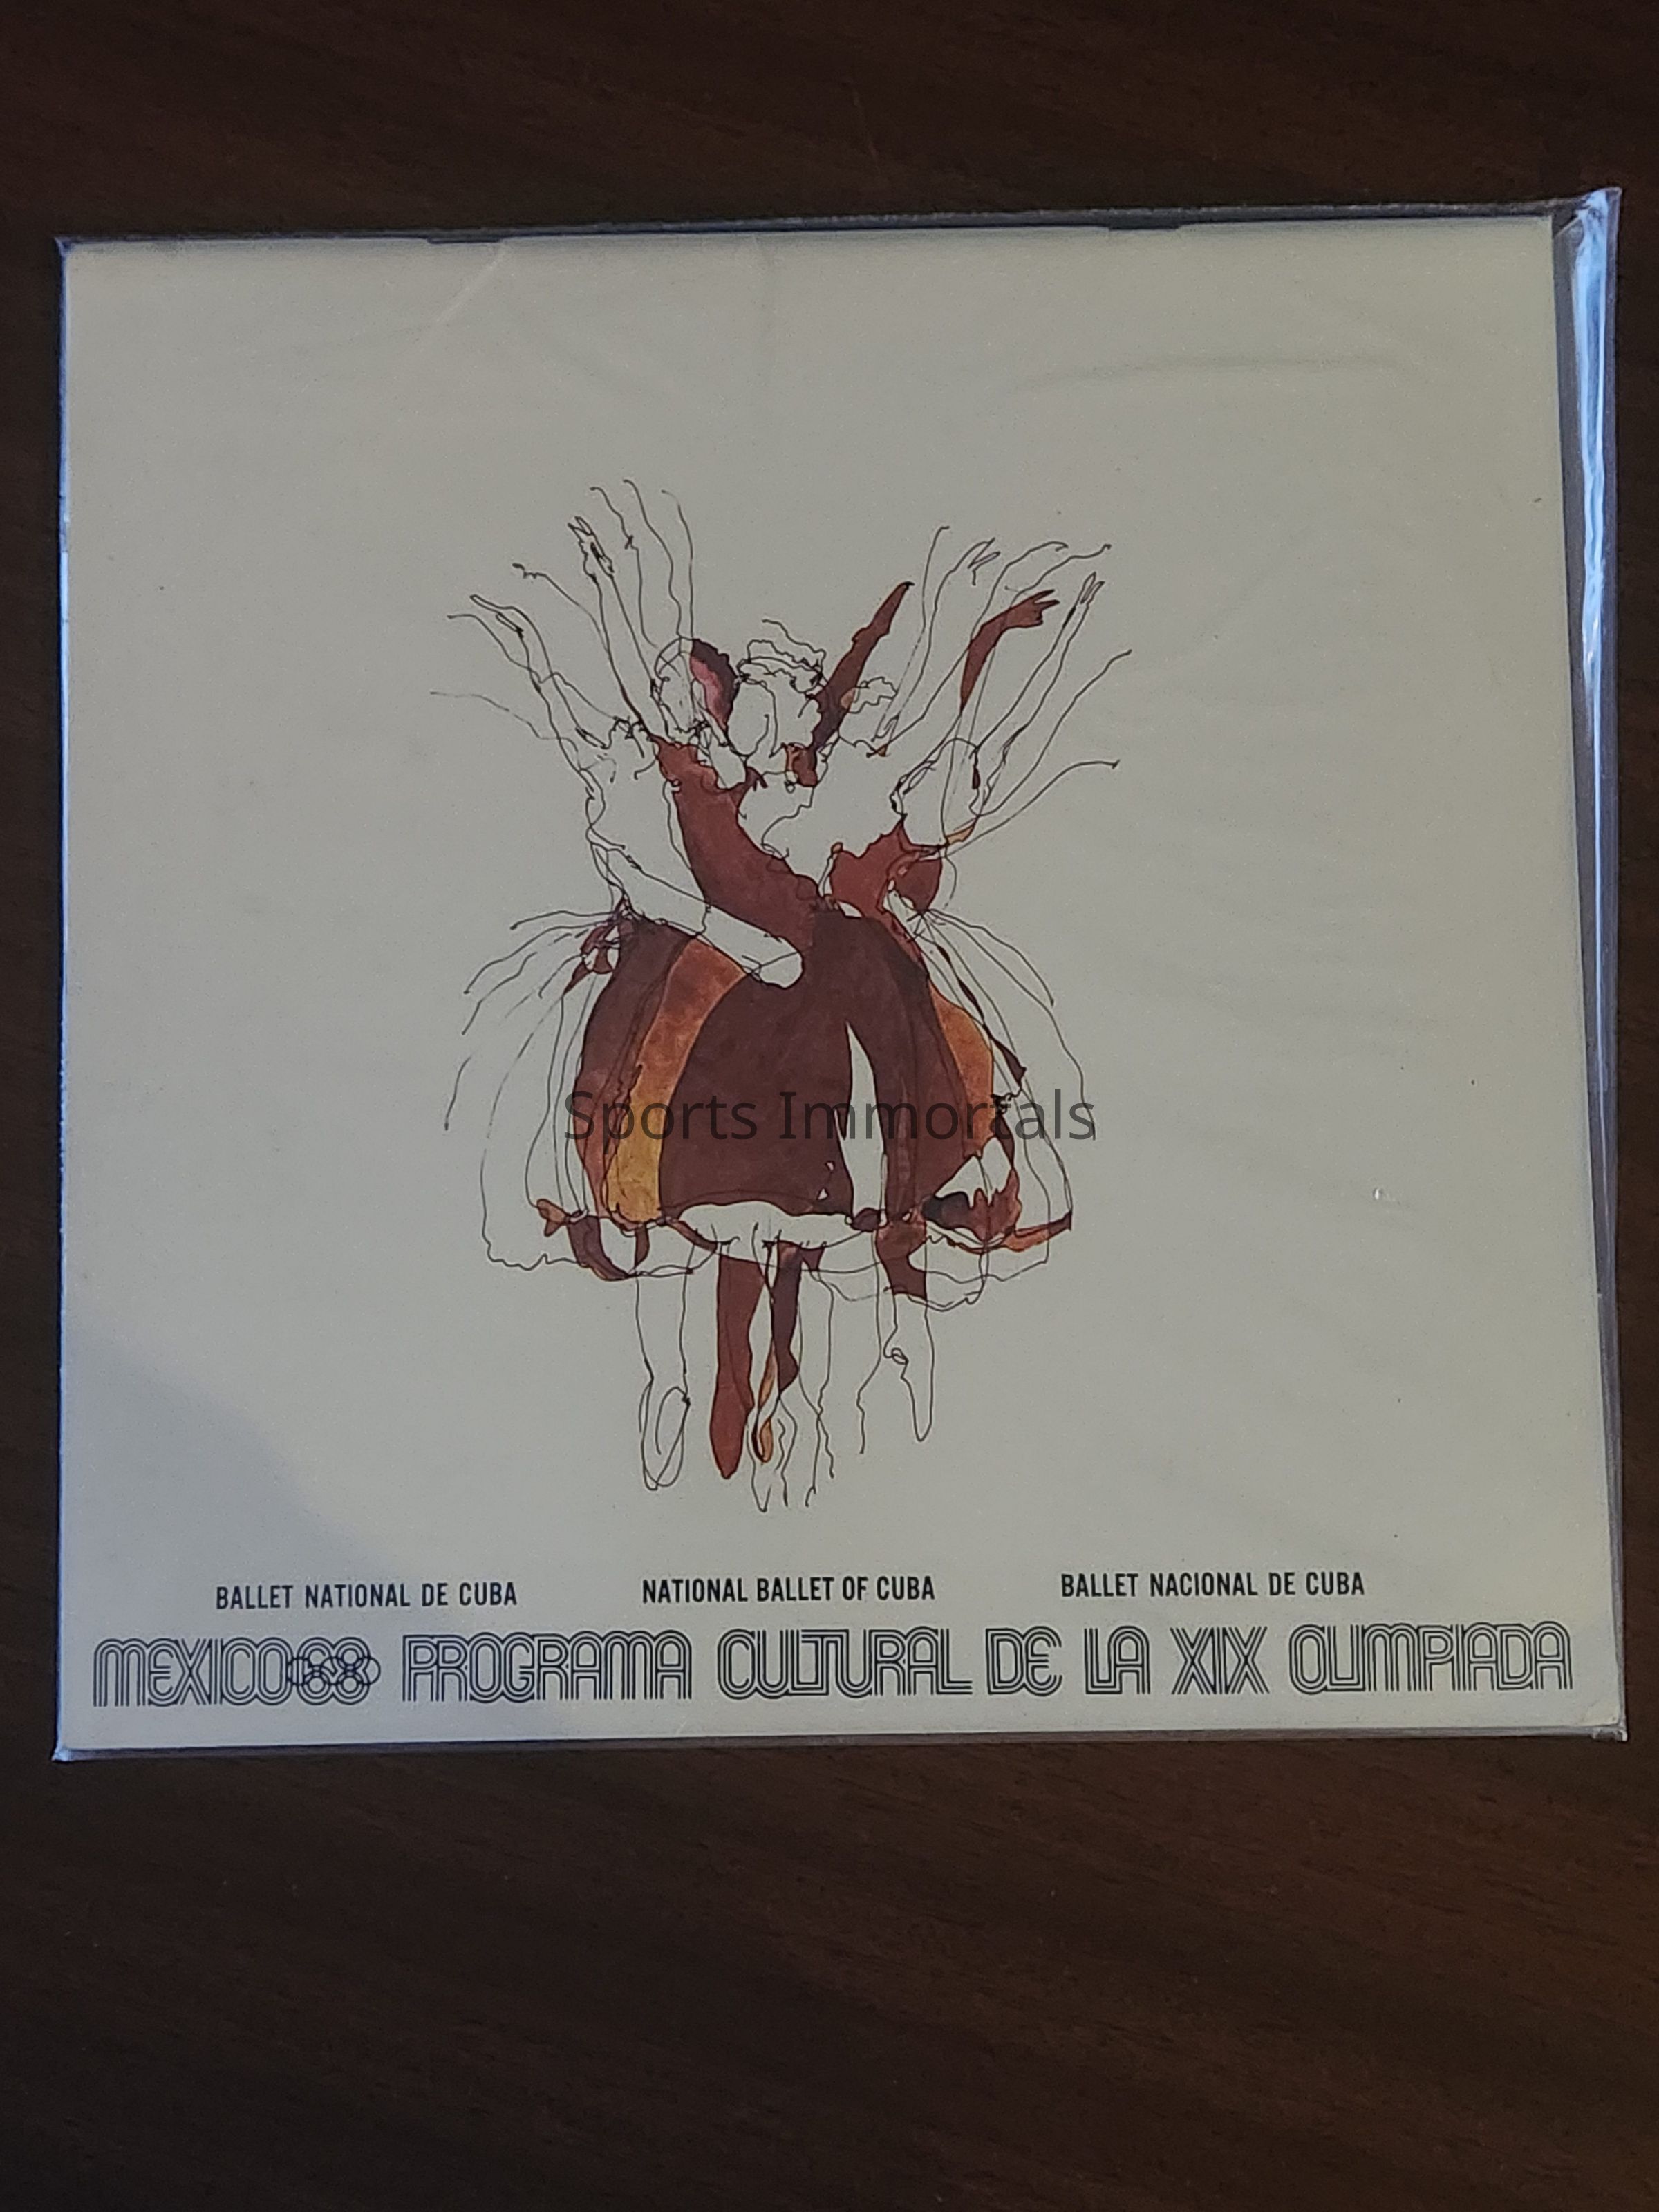 Sports Immortals
BALLET NATIONAL DE CUBA NATIONAL BALLET OF CUBA BALLET NACIONAL DE CUBA
MEXICO68 PROGRAMA CULTURAL DE LA XIX OLIMPIADA